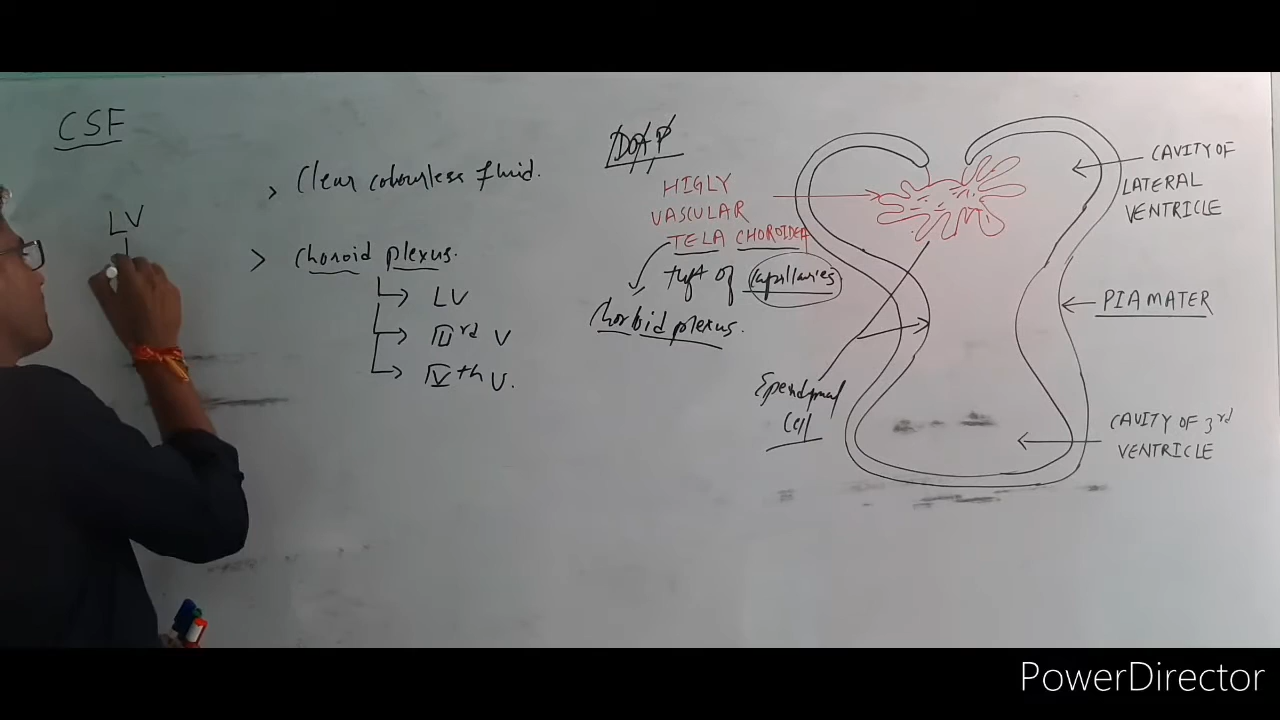 CSF
LV
> Clear colourless fluid.
> Choroid plexus.
LV
IIIrd V
IVth V.
HIGLY
VASCULAR
TELA CHOROIDEA
tuft of capillaries
Choroid plexus.
Ependymal
Cell
CAVITY OF
LATERAL
VENTRICLE
PIA MATER
CAVITY OF 3rd
VENTRICLE
PowerDirector